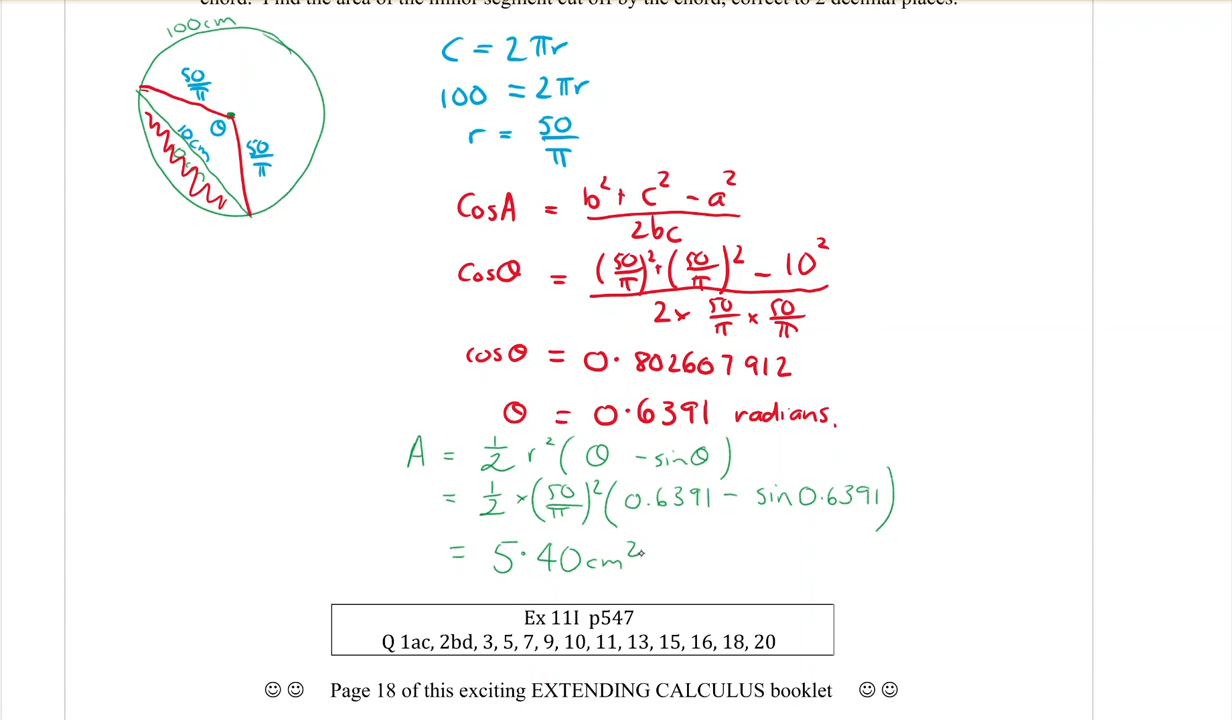 chord? Find the area of the minor segment cut off by the chord, correct to 2 decimal places.
100cm
50/π
θ
10cm
50/π
C = 2πr
100 = 2πr
r = 50/π
CosA = (b² + c² - a²)/2bc
cosθ = ((50/π)² + (50/π)² - 10²)/(2 × 50/π × 50/π)
cosθ = 0.802607912
θ = 0.6391 radians.
A = 1/2 r² (θ - sinθ)
= 1/2 × (50/π)² (0.6391 - sin0.6391)
= 5.40cm²
Ex 11I p547
Q 1ac, 2bd, 3, 5, 7, 9, 10, 11, 13, 15, 16, 18, 20
☺☺ Page 18 of this exciting EXTENDING CALCULUS booklet ☺☺